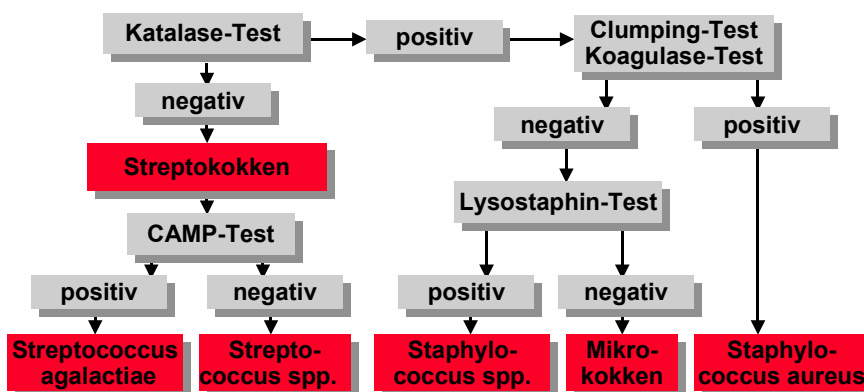 Katalase-Test
positiv
Clumping-Test
Koagulase-Test
negativ
negativ
positiv
Streptokokken
Lysostaphin-Test
CAMP-Test
positiv
negativ
positiv
negativ
Streptococcus
agalactiae
Strepto-
coccus spp.
Staphylo-
coccus spp.
Mikro-
kokken
Staphylo-
coccus aureus